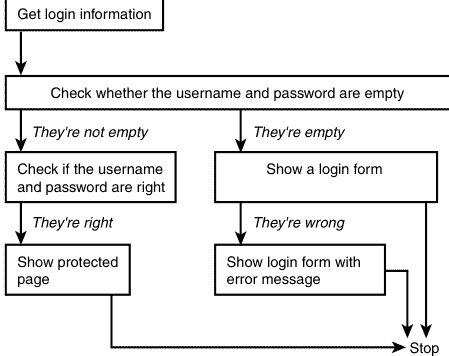 Get login information
Check whether the username and password are empty
They're not empty
They're empty
Check if the username
and password are right
Show a login form
They're right
They're wrong
Show protected
page
Show login form with
error message
Stop